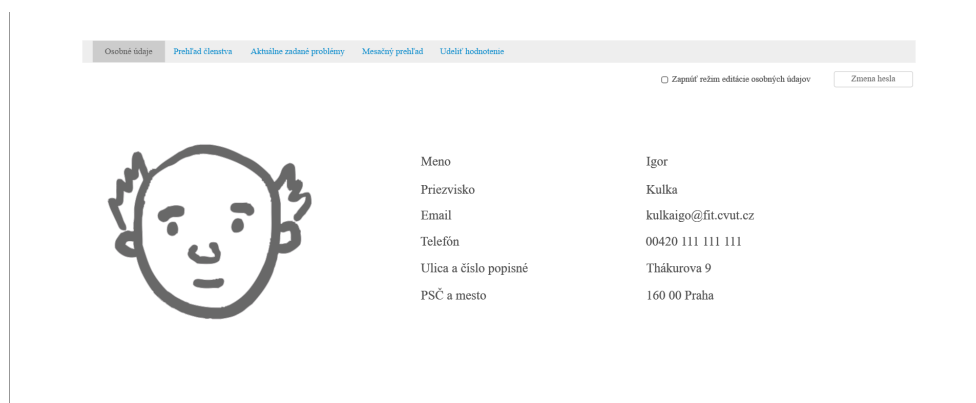 Osobné údaje Prehľad členstva Aktuálne zadané problémy Mesačný prehľad Udeliť hodnotenie
Zapnúť režim editácie osobných údajov Zmena hesla
Meno Igor
Priezvisko Kulka
Email kulkaigo@fit.cvut.cz
Telefón 00420 111 111 111
Ulica a číslo popisné Thákurova 9
PSČ a mesto 160 00 Praha